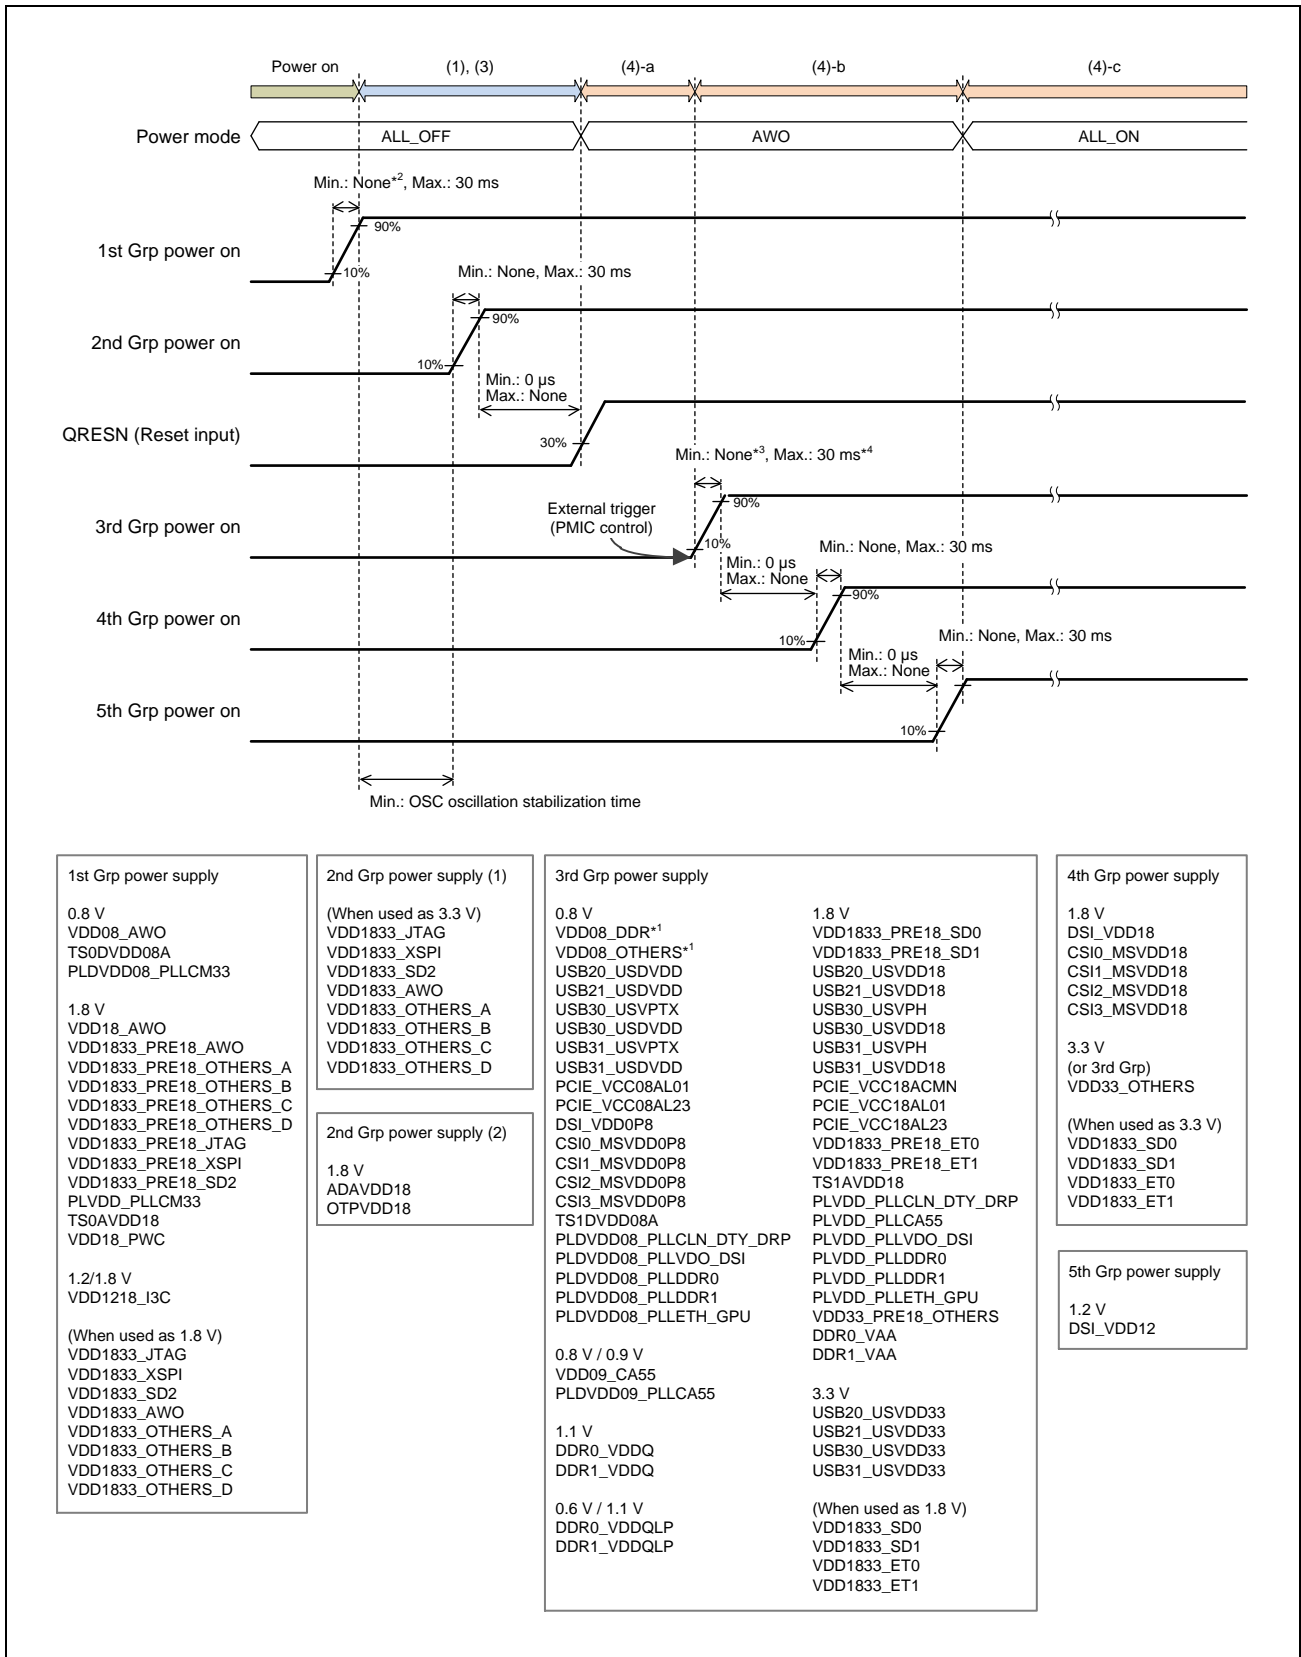 Power on (1), (3) (4)-a (4)-b (4)-c
Power mode ALL_OFF AWO ALL_ON
Min.: None*2, Max.: 30 ms
90%
1st Grp power on
10%
Min.: None, Max.: 30 ms
90%
2nd Grp power on
10%
Min.: 0 µs
Max.: None
QRESN (Reset input)
30%
Min.: None*3, Max.: 30 ms*4
90%
External trigger
(PMIC control)
3rd Grp power on
10%
Min.: None, Max.: 30 ms
Min.: 0 µs
Max.: None
90%
4th Grp power on
10%
Min.: None, Max.: 30 ms
Min.: 0 µs
Max.: None
5th Grp power on
10%
Min.: OSC oscillation stabilization time
1st Grp power supply
0.8 V
VDD08_AWO
TS0DVDD08A
PLDVDD08_PLLCM33
1.8 V
VDD18_AWO
VDD1833_PRE18_AWO
VDD1833_PRE18_OTHERS_A
VDD1833_PRE18_OTHERS_B
VDD1833_PRE18_OTHERS_C
VDD1833_PRE18_OTHERS_D
VDD1833_PRE18_JTAG
VDD1833_PRE18_XSPI
VDD1833_PRE18_SD2
PLVDD_PLLCM33
TS0AVDD18
VDD18_PWC
1.2/1.8 V
VDD1218_I3C
(When used as 1.8 V)
VDD1833_JTAG
VDD1833_XSPI
VDD1833_SD2
VDD1833_AWO
VDD1833_OTHERS_A
VDD1833_OTHERS_B
VDD1833_OTHERS_C
VDD1833_OTHERS_D
2nd Grp power supply (1)
(When used as 3.3 V)
VDD1833_JTAG
VDD1833_XSPI
VDD1833_SD2
VDD1833_AWO
VDD1833_OTHERS_A
VDD1833_OTHERS_B
VDD1833_OTHERS_C
VDD1833_OTHERS_D
2nd Grp power supply (2)
1.8 V
ADAVDD18
OTPVDD18
3rd Grp power supply
0.8 V
VDD08_DDR*1
VDD08_OTHERS*1
USB20_USDVDD
USB21_USDVDD
USB30_USVPTX
USB30_USDVDD
USB31_USVPTX
USB31_USDVDD
PCIE_VCC08AL01
PCIE_VCC08AL23
DSI_VDD0P8
CSI0_MSVDD0P8
CSI1_MSVDD0P8
CSI2_MSVDD0P8
CSI3_MSVDD0P8
TS1DVDD08A
PLDVDD08_PLLCLN_DTY_DRP
PLDVDD08_PLLVDO_DSI
PLDVDD08_PLLDDR0
PLDVDD08_PLLDDR1
PLDVDD08_PLLETH_GPU
0.8 V / 0.9 V
VDD09_CA55
PLDVDD09_PLLCA55
1.1 V
DDR0_VDDQ
DDR1_VDDQ
0.6 V / 1.1 V
DDR0_VDDQLP
DDR1_VDDQLP
1.8 V
VDD1833_PRE18_SD0
VDD1833_PRE18_SD1
USB20_USVDD18
USB21_USVDD18
USB30_USVPH
USB30_USVDD18
USB31_USVPH
USB31_USVDD18
PCIE_VCC18ACMN
PCIE_VCC18AL01
PCIE_VCC18AL23
VDD1833_PRE18_ET0
VDD1833_PRE18_ET1
TS1AVDD18
PLVDD_PLLCLN_DTY_DRP
PLVDD_PLLCA55
PLVDD_PLLVDO_DSI
PLVDD_PLLDDR0
PLVDD_PLLDDR1
PLVDD_PLLETH_GPU
VDD33_PRE18_OTHERS
DDR0_VAA
DDR1_VAA
3.3 V
USB20_USVDD33
USB21_USVDD33
USB30_USVDD33
USB31_USVDD33
(When used as 1.8 V)
VDD1833_SD0
VDD1833_SD1
VDD1833_ET0
VDD1833_ET1
4th Grp power supply
1.8 V
DSI_VDD18
CSI0_MSVDD18
CSI1_MSVDD18
CSI2_MSVDD18
CSI3_MSVDD18
3.3 V
(or 3rd Grp)
VDD33_OTHERS
(When used as 3.3 V)
VDD1833_SD0
VDD1833_SD1
VDD1833_ET0
VDD1833_ET1
5th Grp power supply
1.2 V
DSI_VDD12